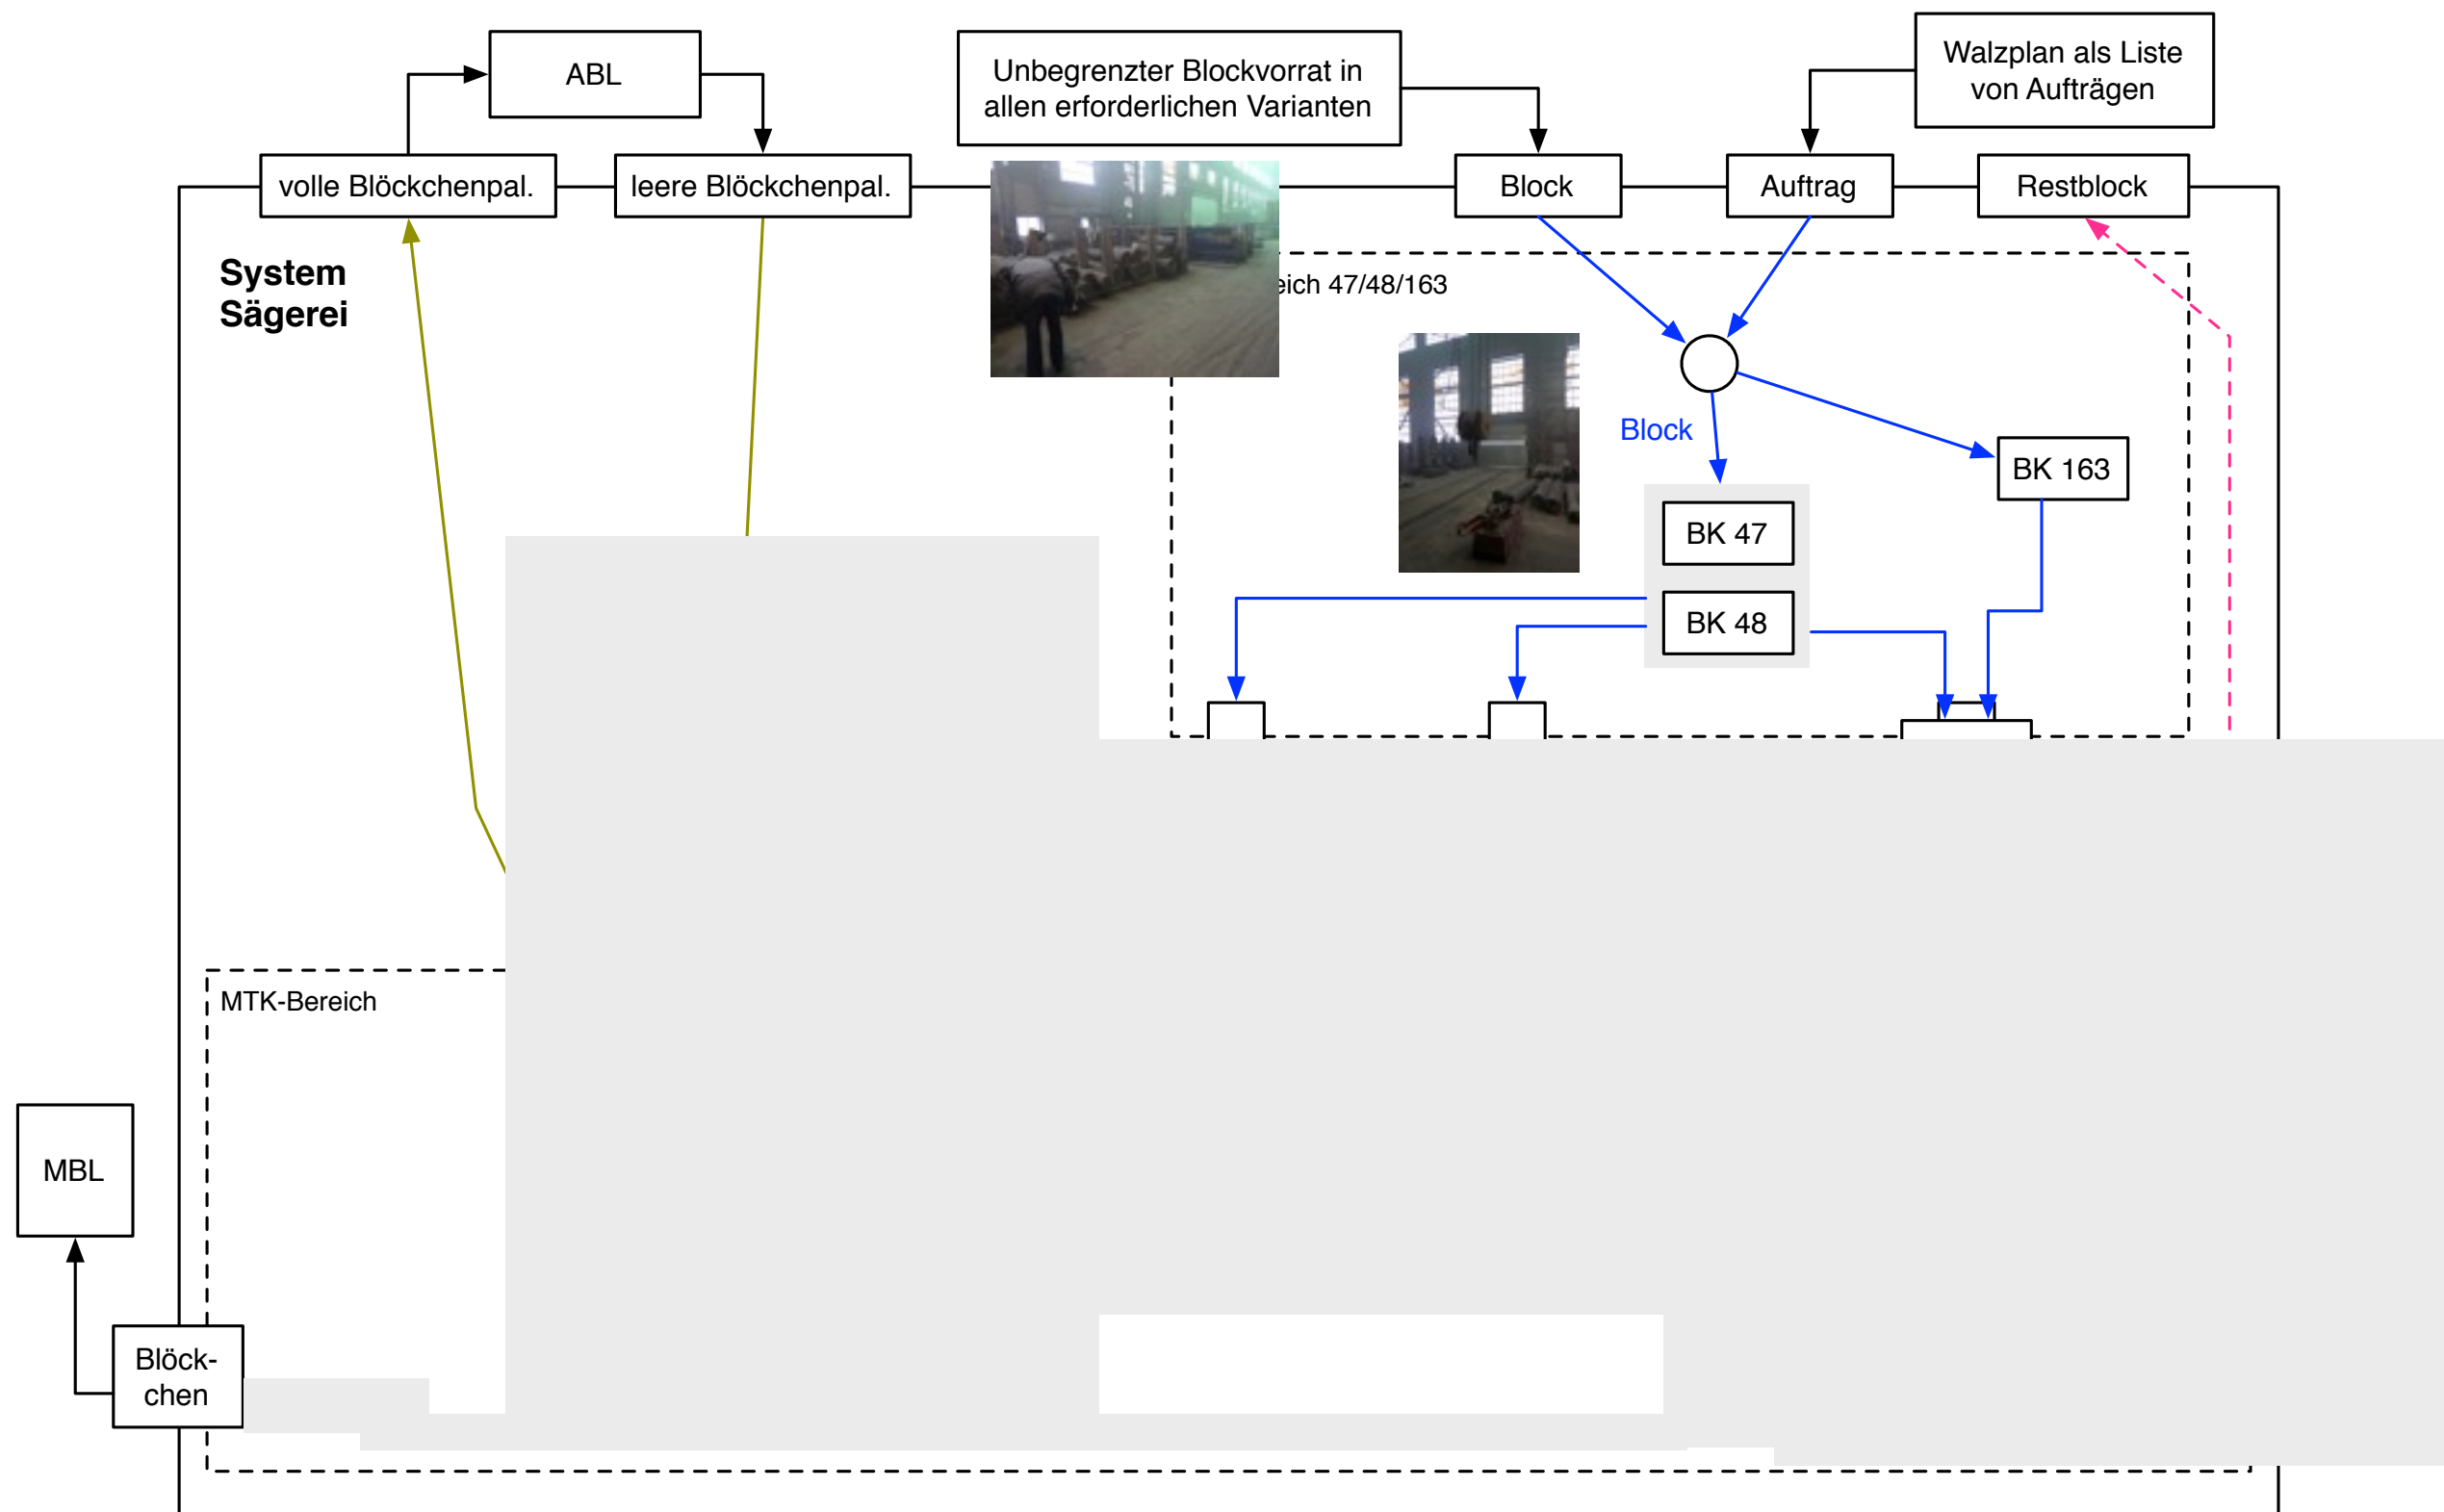 ABL
Unbegrenzter Blockvorrat in
allen erforderlichen Varianten
Walzplan als Liste
von Aufträgen
volle Blöckchenpal.
leere Blöckchenpal.
Block
Auftrag
Restblock
System
Sägerei
eich 47/48/163
Block
BK 163
BK 47
BK 48
MTK-Bereich
MBL
Blöck-
chen